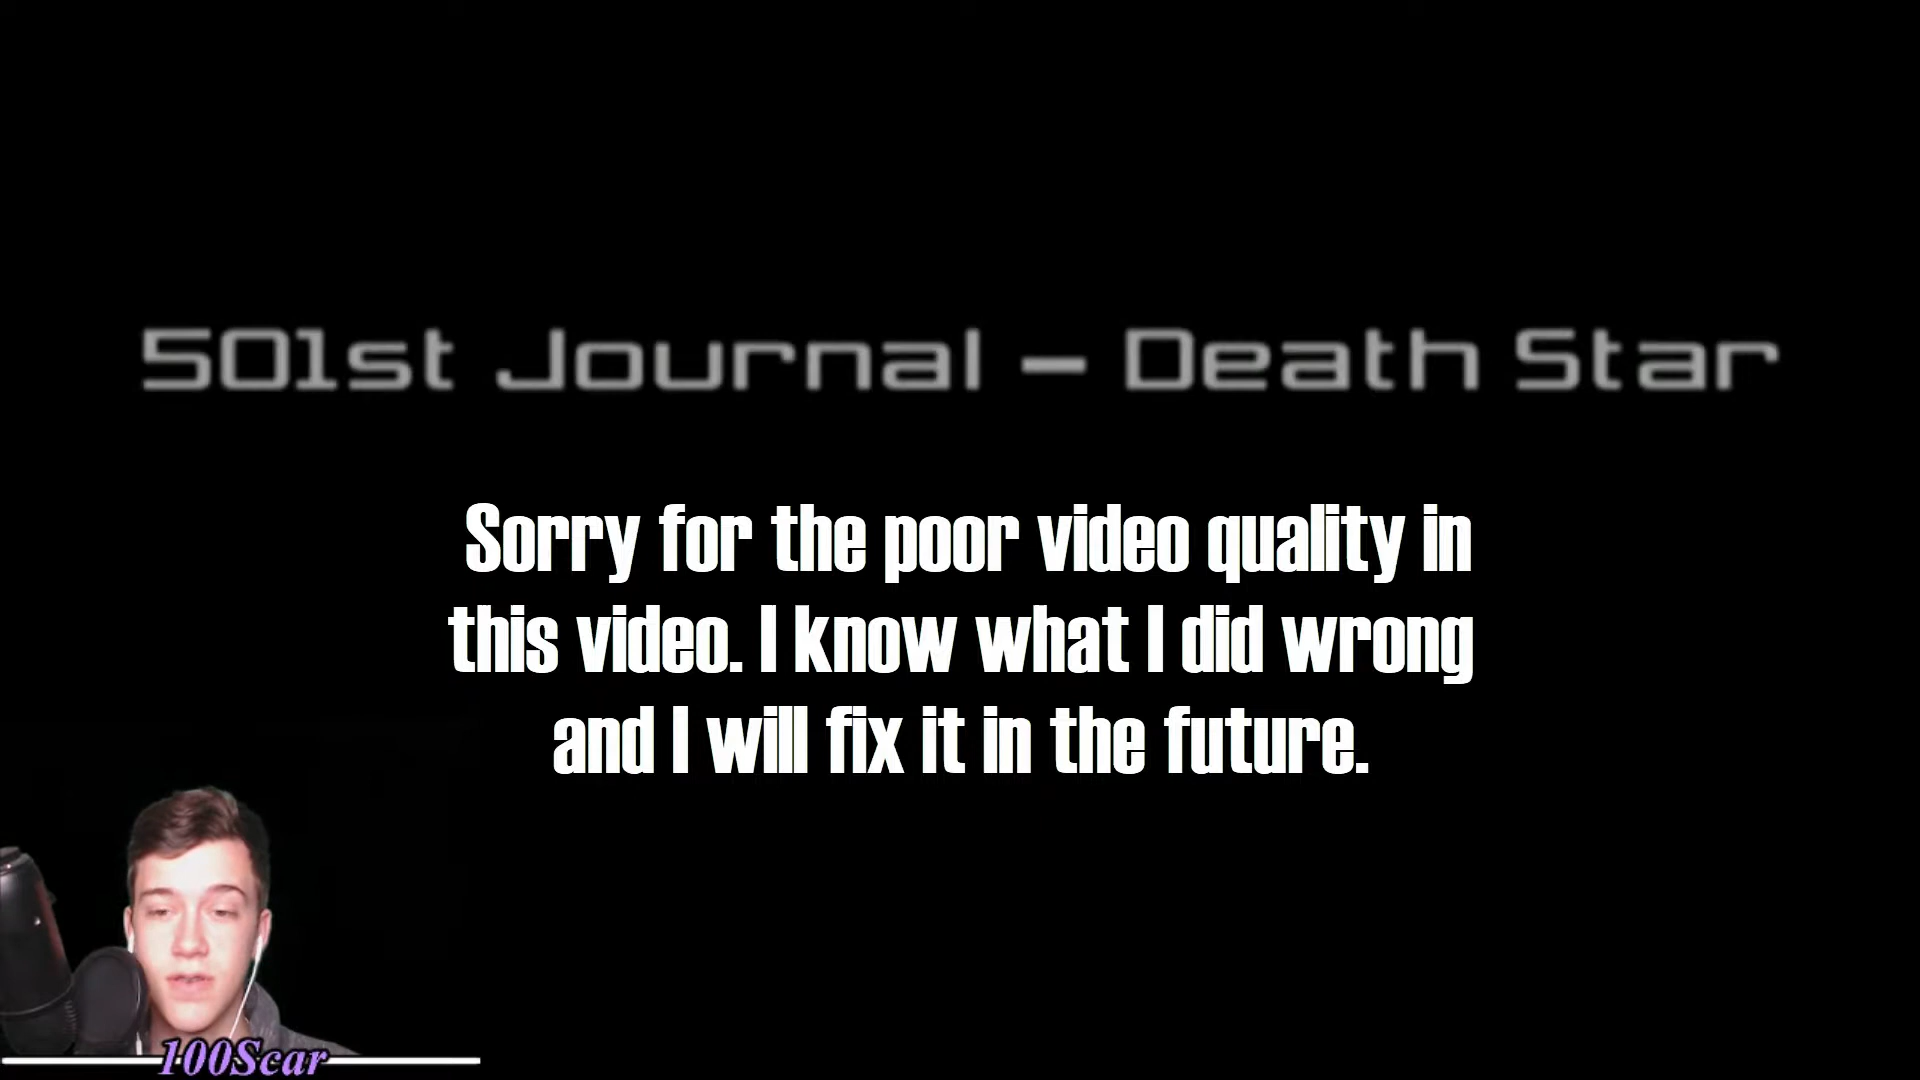 501st Journal – Death Star
Sorry for the poor video quality in
this video. I know what I did wrong
and I will fix it in the future.
100Scar